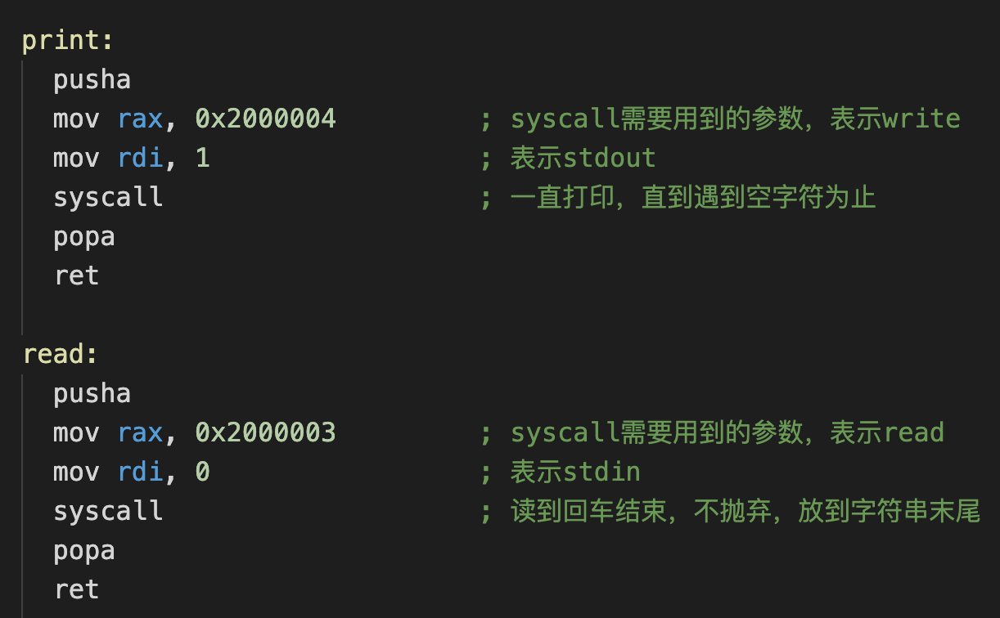 print:
pusha
mov rax, 0x2000004 ; syscall需要用到的参数，表示write
mov rdi, 1 ; 表示stdout
syscall ; 一直打印，直到遇到空字符为止
popa
ret
read:
pusha
mov rax, 0x2000003 ; syscall需要用到的参数，表示read
mov rdi, 0 ; 表示stdin
syscall ; 读到回车结束，不抛弃，放到字符串末尾
popa
ret